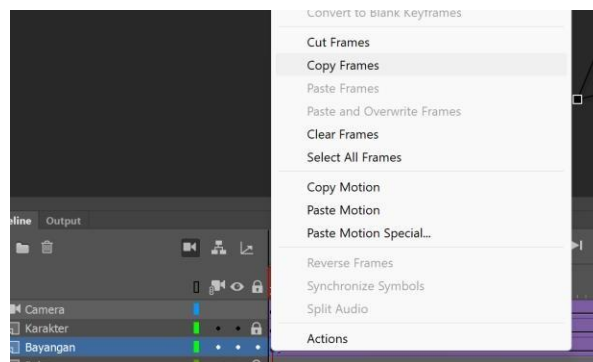 Convert to Blank Keyframes
Cut Frames
Copy Frames
Paste Frames
Paste and Overwrite Frames
Clear Frames
Select All Frames
Copy Motion
Paste Motion
Paste Motion Special...
Reverse Frames
Synchronize Symbols
Split Audio
Actions
eline Output
Camera
Karakter
Bayangan